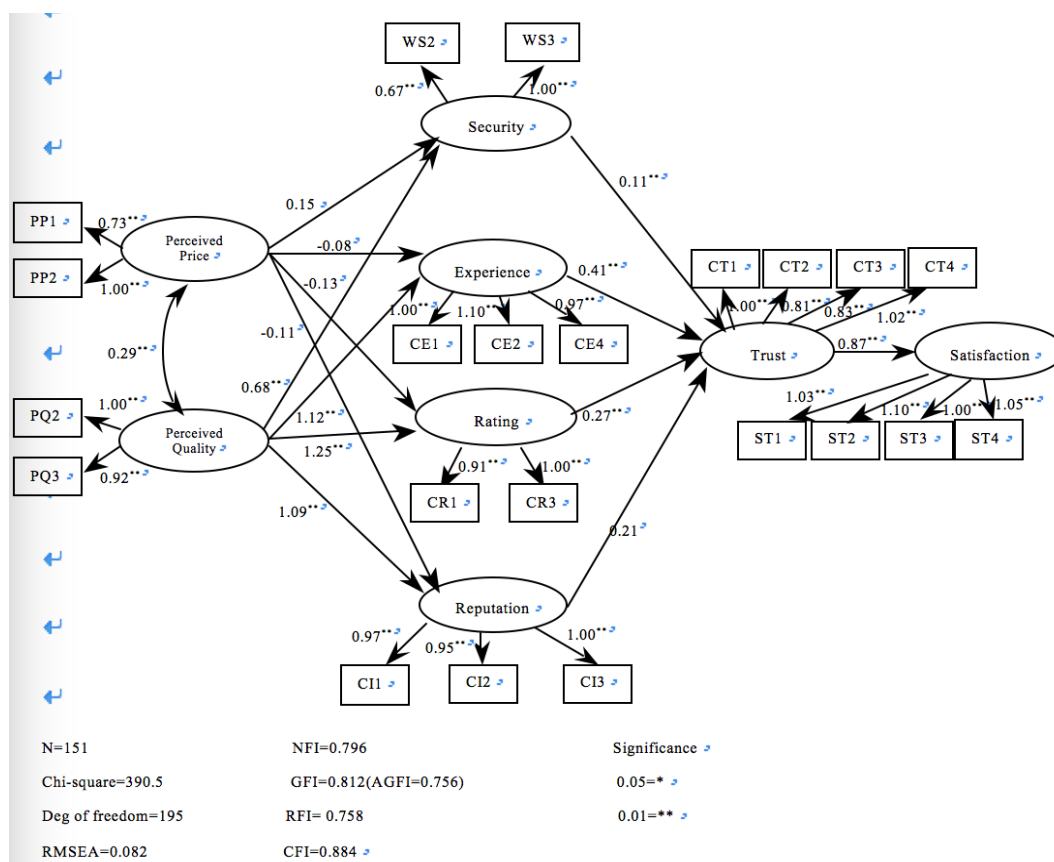 WS2 WS3
0.67** 1.00**
Security
0.15 0.11**
PP1 0.73** Perceived
Price
PP2 1.00**
-0.08 Experience 0.41** CT1 CT2 CT3 CT4
-0.13 1.00** 1.10** 0.97** 1.00** 0.81** 0.83** 1.02**
-0.11 CE1 CE2 CE4
0.29** Trust 0.87** Satisfaction
0.68** 1.03** 1.10** 1.00** 1.05**
PQ2 1.00** Perceived
Quality
PQ3 0.92**
1.12** Rating 0.27** ST1 ST2 ST3 ST4
1.25** 0.91** 1.00**
CR1 CR3
1.09** 0.21
Reputation
0.97** 0.95** 1.00**
CI1 CI2 CI3
N=151 NFI=0.796 Significance
Chi-square=390.5 GFI=0.812(AGFI=0.756) 0.05=*
Deg of freedom=195 RFI= 0.758 0.01=**
RMSEA=0.082 CFI=0.884